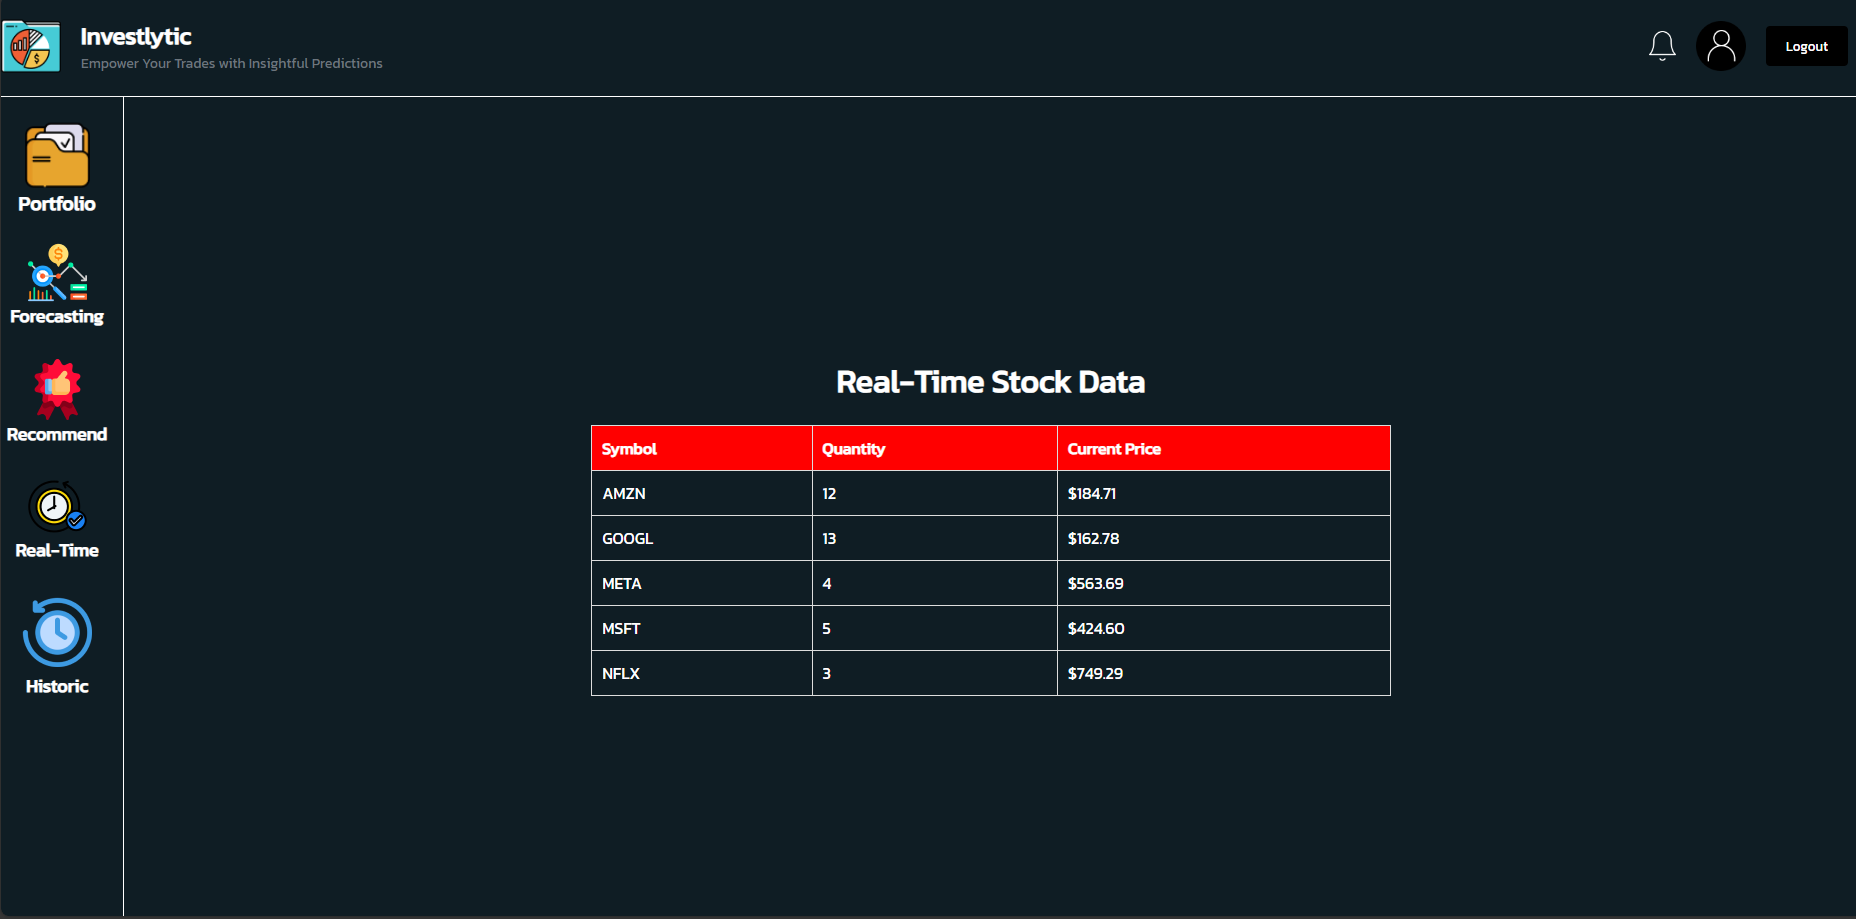 Investlytic
Empower Your Trades with Insightful Predictions
Logout
Portfolio
Forecasting
Recommend
Real-Time
Historic
Real-Time Stock Data
Symbol Quantity Current Price
AMZN 12 $184.71
GOOGL 13 $162.78
META 4 $563.69
MSFT 5 $424.60
NFLX 3 $749.29